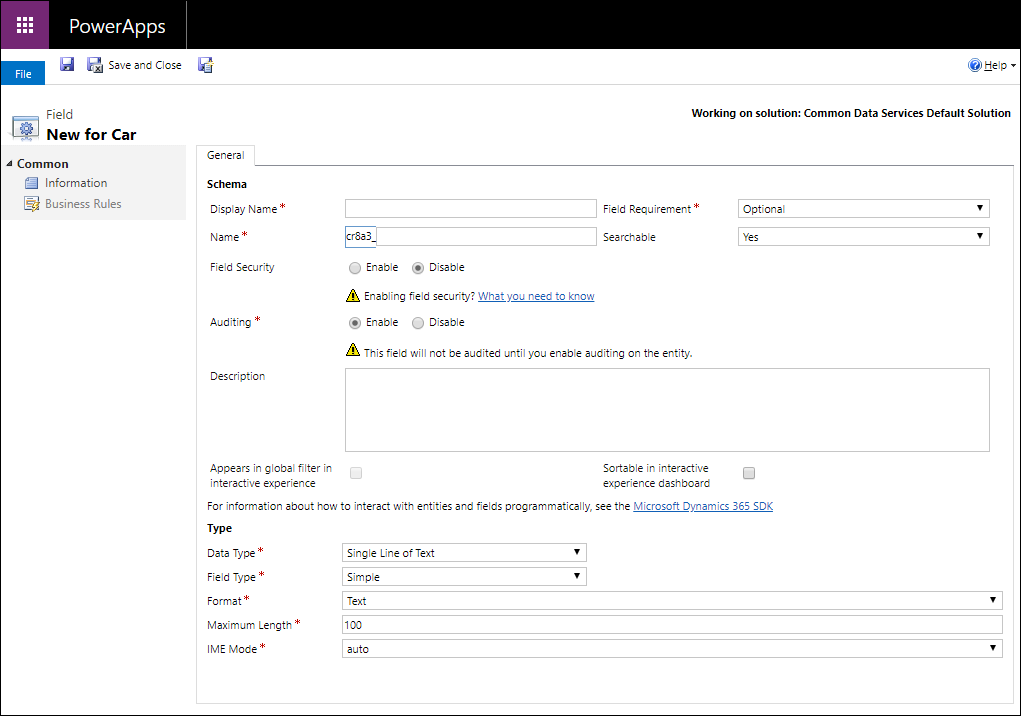 PowerApps
File
Save and Close
Help
Field
New for Car
Working on solution: Common Data Services Default Solution
Common
Information
Business Rules
General
Schema
Display Name *
Field Requirement * Optional
Name * cr8a3_
Searchable Yes
Field Security Enable Disable
Enabling field security? What you need to know
Auditing * Enable Disable
This field will not be audited until you enable auditing on the entity.
Description
Appears in global filter in
interactive experience
Sortable in interactive
experience dashboard
For information about how to interact with entities and fields programmatically, see the Microsoft Dynamics 365 SDK
Type
Data Type * Single Line of Text
Field Type * Simple
Format * Text
Maximum Length * 100
IME Mode * auto